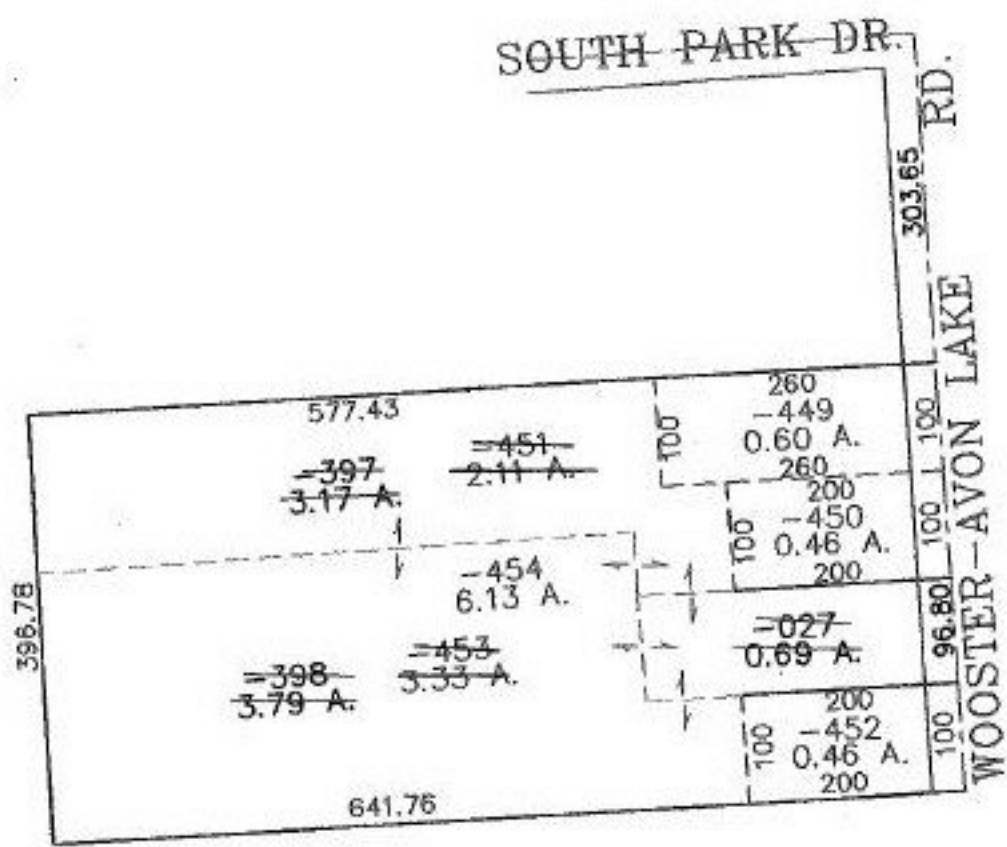 SOUTH PARK DR.
RD.
303.65
577.43
260
-449
0.60 A.
260
100
100
-451
2.11 A.
-397
3.17 A.
200
-450
0.46 A.
200
100
100
-454
6.13 A.
396.78
-027
0.69 A.
96.80
-453
3.33 A.
-398
3.79 A.
200
-452
0.46 A.
200
100
100
641.76
WOOSTER-AVON LAKE